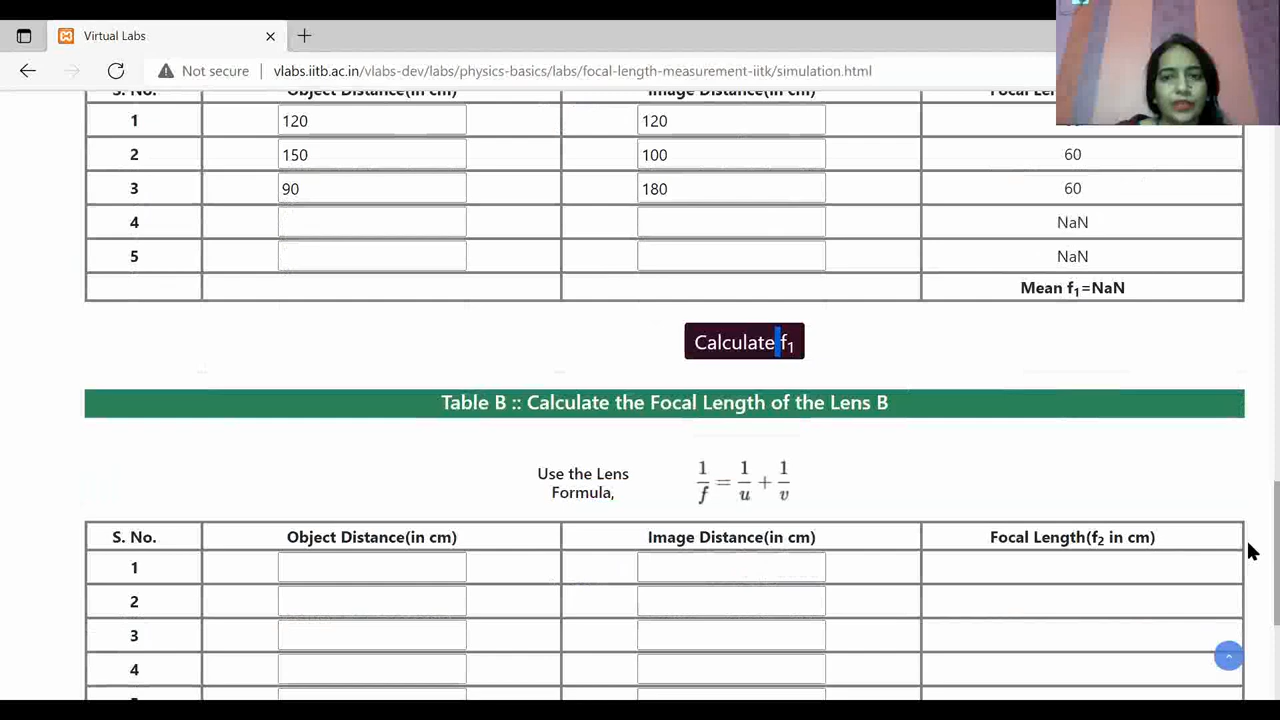 Virtual Labs
Not secure vlabs.iitb.ac.in/vlabs-dev/labs/physics-basics/labs/focal-length-measurement-iitk/simulation.html
S. No. Object Distance(in cm) Image Distance(in cm) Focal Le
1 120 120
2 150 100 60
3 90 180 60
4 NaN
5 NaN
Mean f₁=NaN
Calculate f₁
Table B :: Calculate the Focal Length of the Lens B
Use the Lens
Formula,
1/f = 1/u + 1/v
S. No. Object Distance(in cm) Image Distance(in cm) Focal Length(f₂ in cm)
1
2
3
4